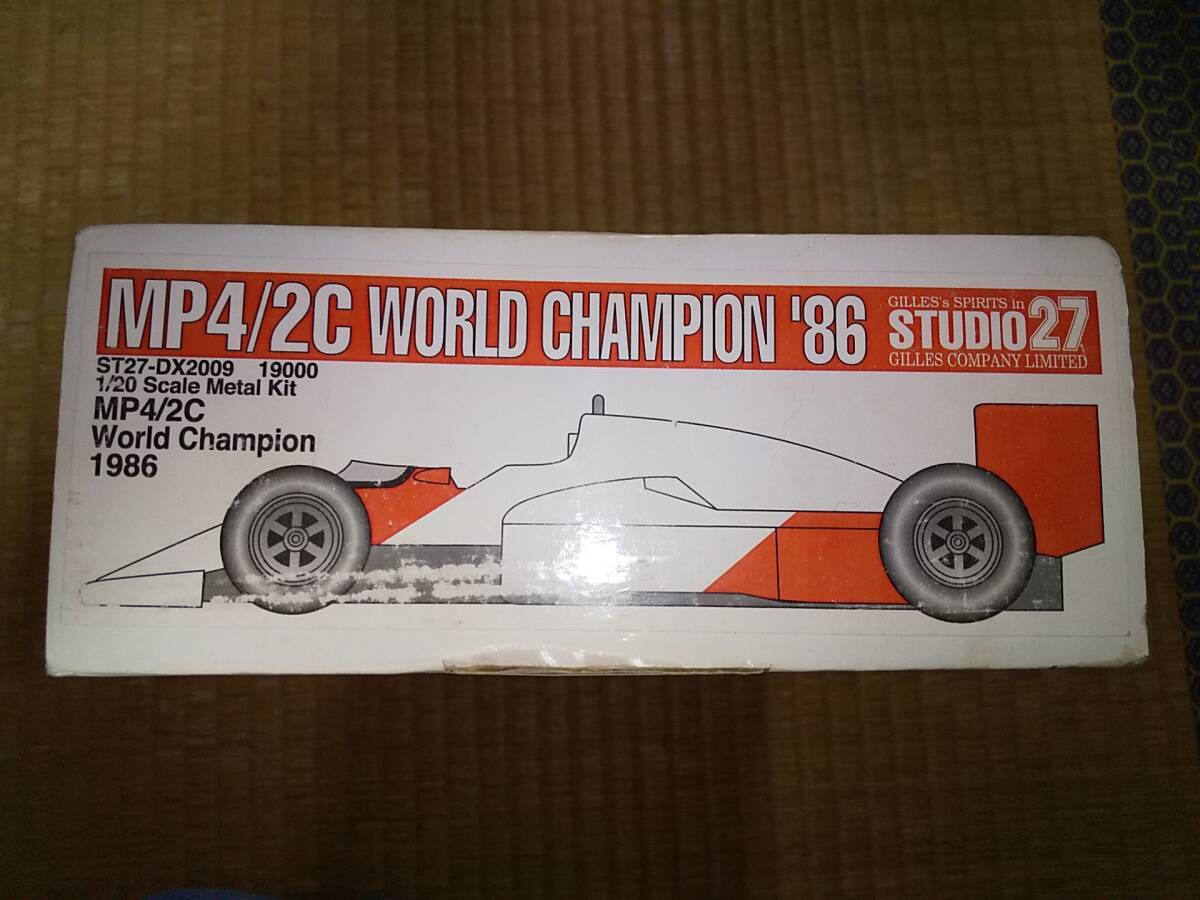 MP4/2C WORLD CHAMPION '86
GILLES's SPIRITS in
STUDIO27
GILLES COMPANY LIMITED
ST27-DX2009 19000
1/20 Scale Metal Kit
MP4/2C
World Champion
1986